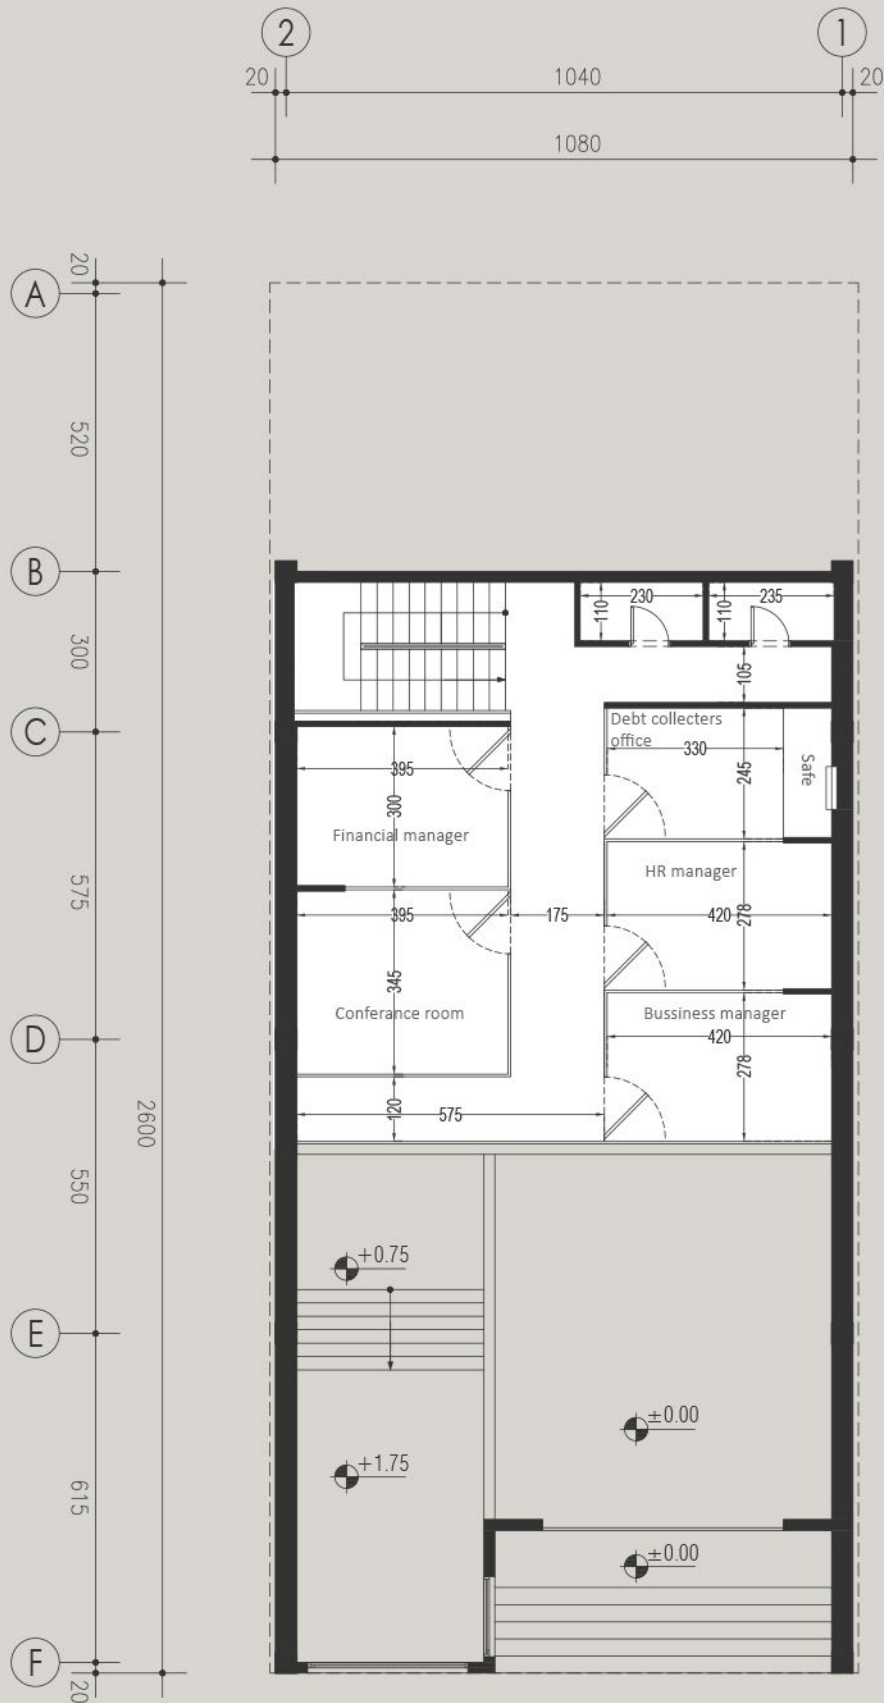 2
1
20
1040
20
1080
20
A
520
B
230
235
110
110
300
105
C
Debt collecters
office
330
395
245
Safe
300
Financial manager
HR manager
575
395
175
420
278
345
Conferance room
Bussiness manager
D
420
278
2600
120
575
550
+0.75
E
±0.00
+1.75
615
±0.00
F
20